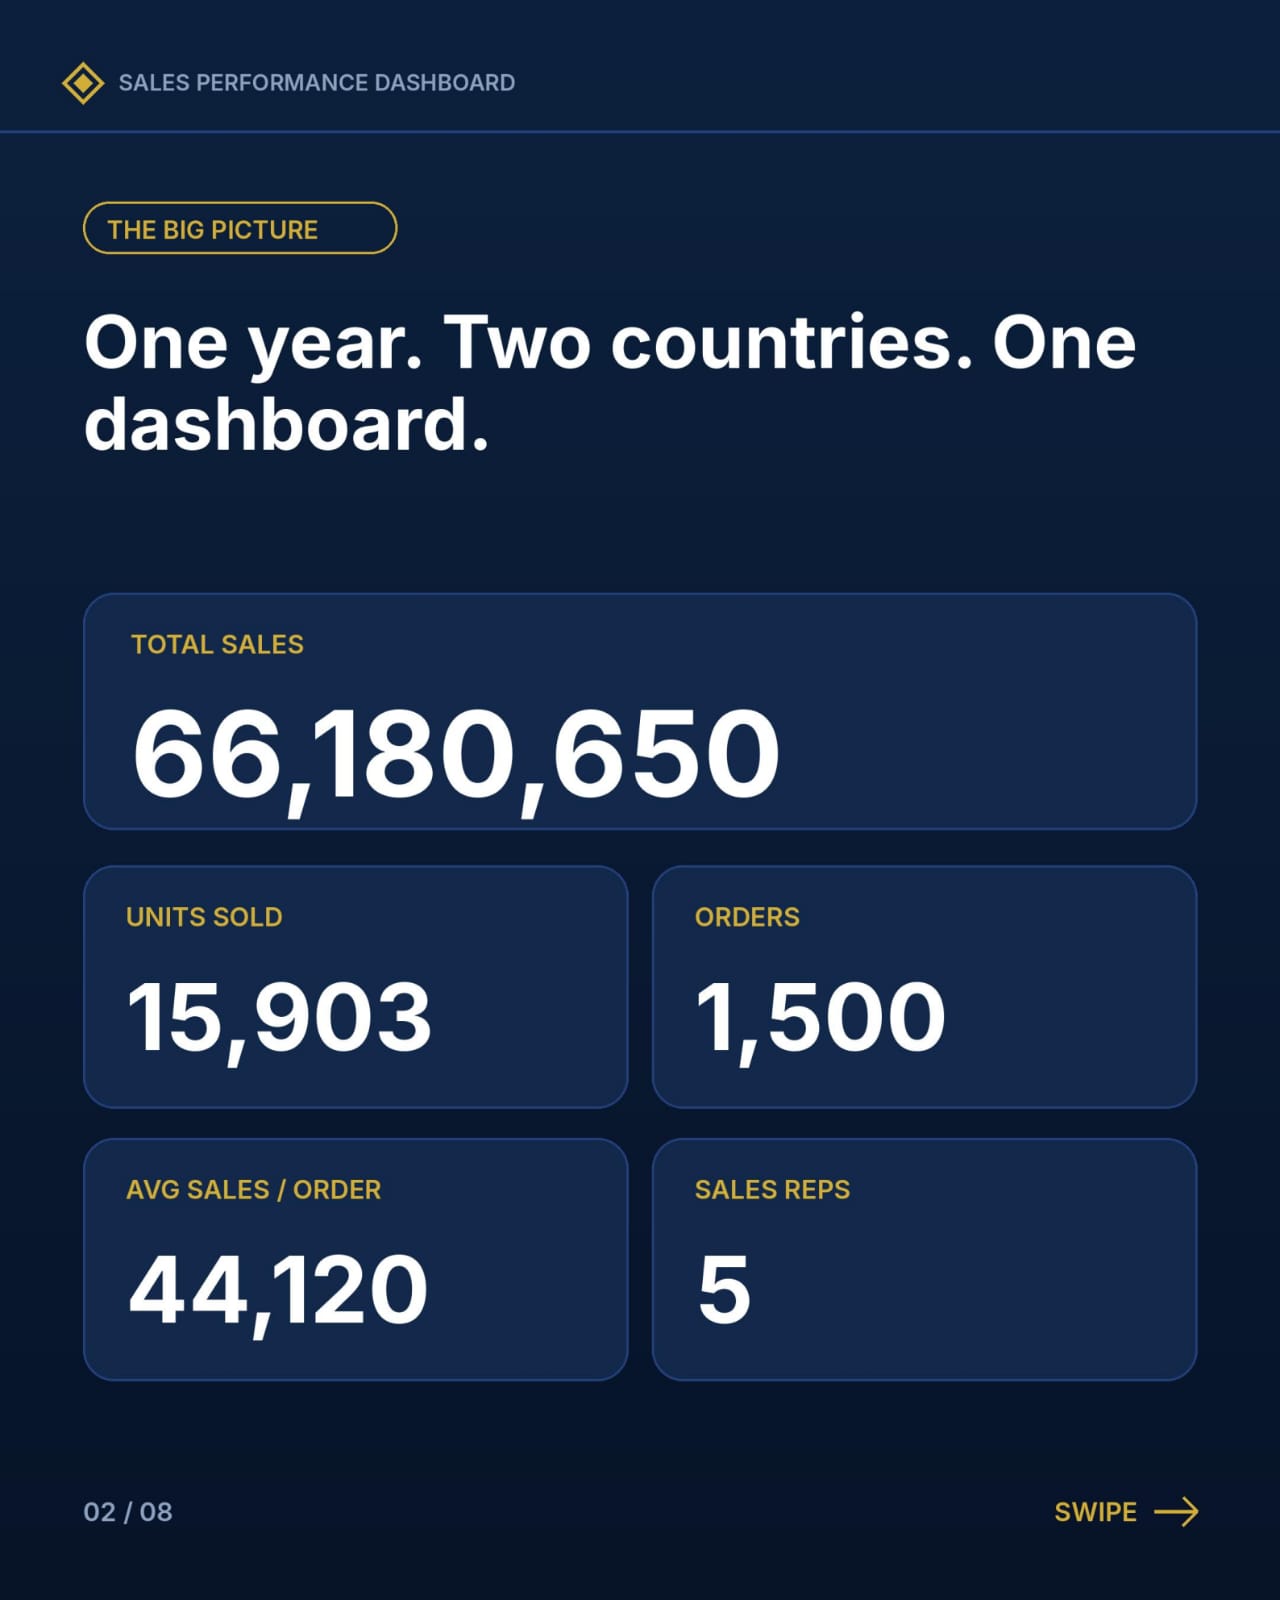 SALES PERFORMANCE DASHBOARD
THE BIG PICTURE
One year. Two countries. One
dashboard.
TOTAL SALES
66,180,650
UNITS SOLD
15,903
ORDERS
1,500
AVG SALES / ORDER
44,120
SALES REPS
5
02 / 08
SWIPE